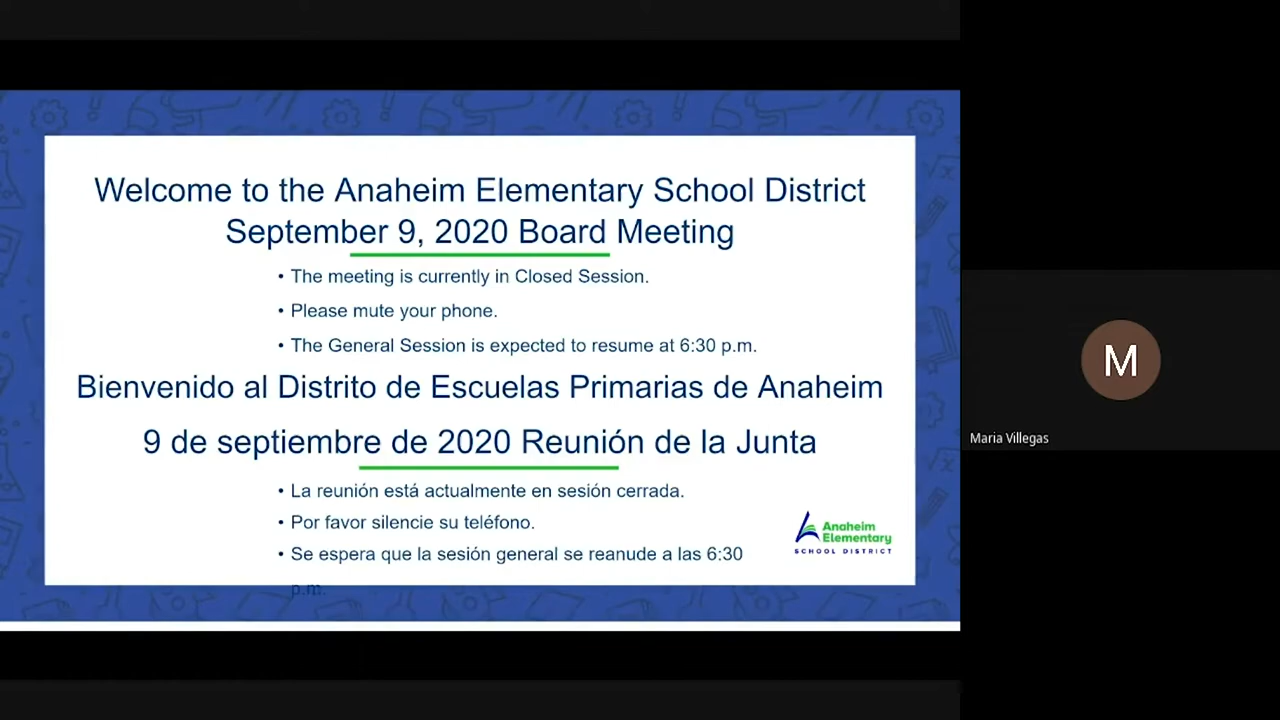 Welcome to the Anaheim Elementary School District
September 9, 2020 Board Meeting
• The meeting is currently in Closed Session.
• Please mute your phone.
• The General Session is expected to resume at 6:30 p.m.
Bienvenido al Distrito de Escuelas Primarias de Anaheim
9 de septiembre de 2020 Reunión de la Junta
• La reunión está actualmente en sesión cerrada.
• Por favor silencie su teléfono.
• Se espera que la sesión general se reanude a las 6:30
p.m.
Anaheim
Elementary
SCHOOL DISTRICT
M
Maria Villegas